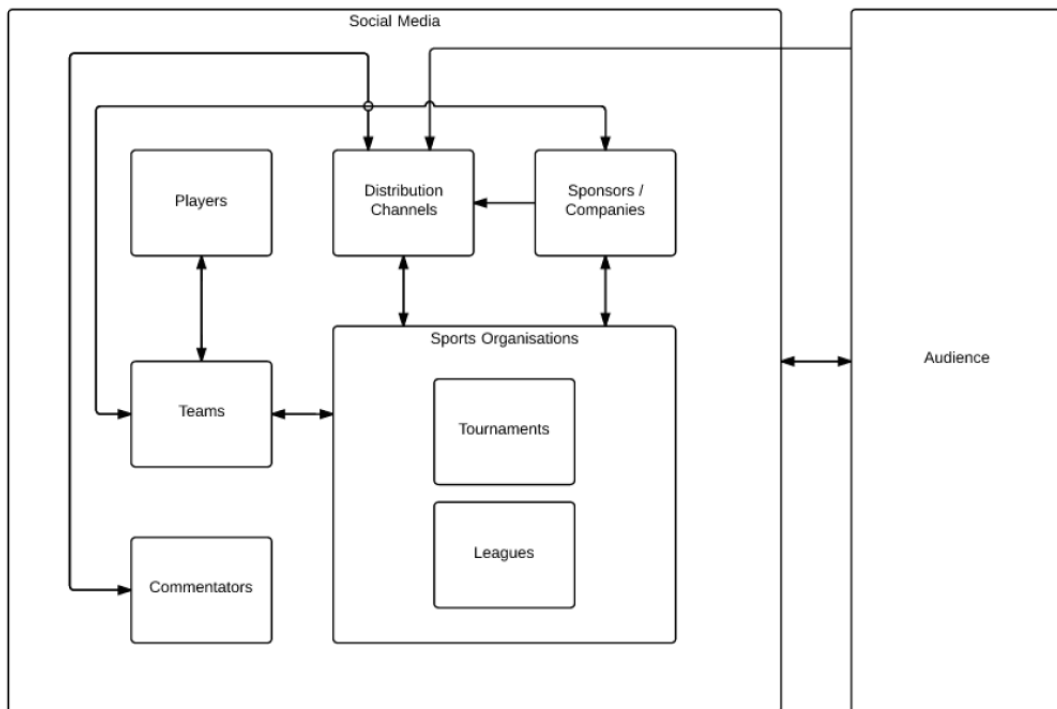 Social Media
Players
Distribution
Channels
Sponsors /
Companies
Sports Organisations
Audience
Teams
Tournaments
Leagues
Commentators